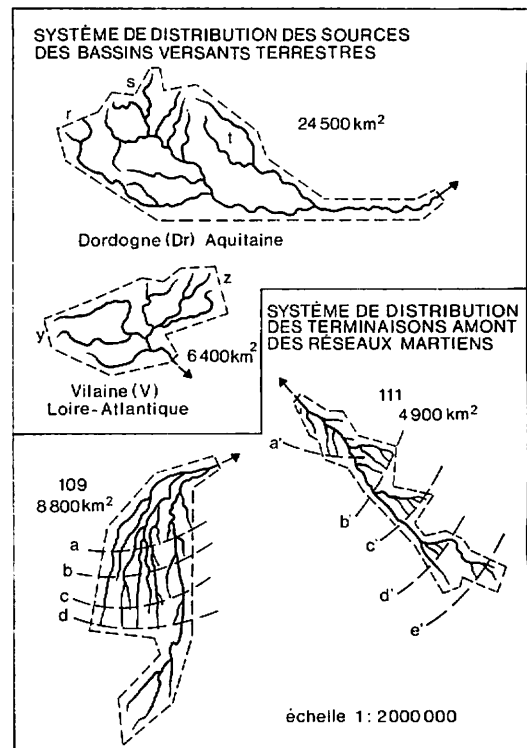 SYSTÈME DE DISTRIBUTION DES SOURCES
DES BASSINS VERSANTS TERRESTRES
s
r
t
24 500 km²
Dordogne (Dr) Aquitaine
z
y
6 400 km²
Vilaine (V)
Loire-Atlantique
SYSTÈME DE DISTRIBUTION
DES TERMINAISONS AMONT
DES RÉSEAUX MARTIENS
111
4 900 km²
a'
b'
c'
d'
e'
109
8 800 km²
a
b
c
d
échelle 1 : 2 000 000